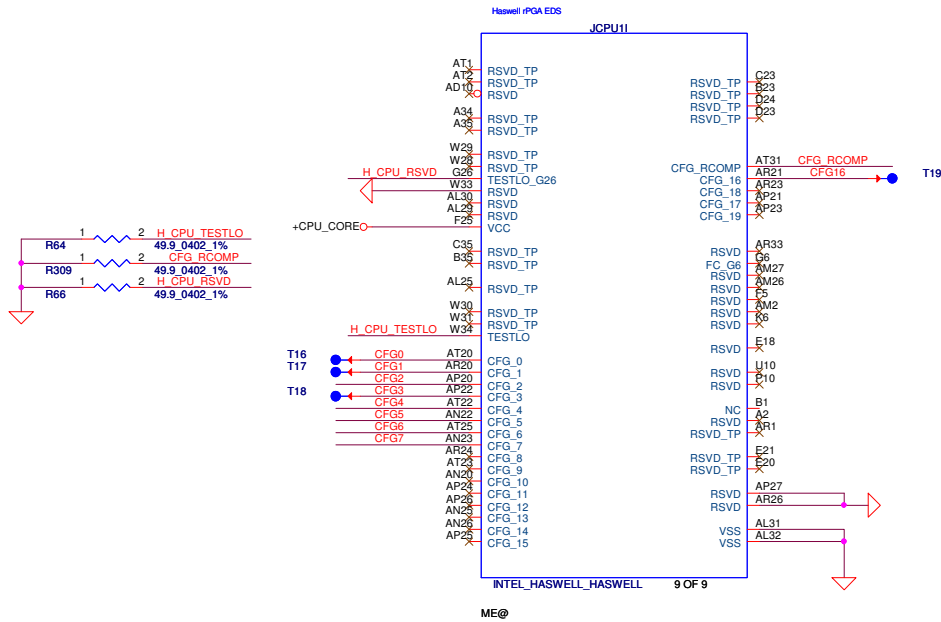 Haswell rPGA EDS
JCPU1I
AT1 RSVD_TP
AT2 RSVD_TP
AD10 RSVD
A34 RSVD_TP
A35 RSVD_TP
W29 RSVD_TP
W28 RSVD_TP
H_CPU_RSVD G26 TESTLO_G26
W33 RSVD
AL30 RSVD
AL29 RSVD
+CPU_CORE F25 VCC
C35 RSVD_TP
B35 RSVD_TP
AL25 RSVD_TP
W30 RSVD_TP
W31 RSVD_TP
H_CPU_TESTLO W34 TESTLO
T16 CFG0 AT20 CFG_0
T17 CFG1 AR20 CFG_1
CFG2 AP20 CFG_2
T18 CFG3 AP22 CFG_3
CFG4 AT22 CFG_4
CFG5 AN22 CFG_5
CFG6 AT25 CFG_6
CFG7 AN23 CFG_7
AR24 CFG_8
AT23 CFG_9
AN20 CFG_10
AP24 CFG_11
AP26 CFG_12
AN25 CFG_13
AN26 CFG_14
AP25 CFG_15
RSVD_TP C23
RSVD_TP B23
RSVD_TP D24
RSVD_TP D23
CFG_RCOMP AT31 CFG_RCOMP
CFG_16 AR21 CFG16 T19
CFG_18 AR23
CFG_17 AP21
CFG_19 AP23
RSVD AR33
FC_G6 G6
RSVD AM27
RSVD AM26
RSVD F5
RSVD AM2
RSVD K6
RSVD E18
RSVD U10
RSVD P10
NC B1
RSVD A2
RSVD_TP AR1
RSVD_TP E21
RSVD_TP E20
RSVD AP27
RSVD AR26
VSS AL31
VSS AL32
1 2 H_CPU_TESTLO
R64 49.9_0402_1%
1 2 CFG_RCOMP
R309 49.9_0402_1%
1 2 H_CPU_RSVD
R66 49.9_0402_1%
INTEL_HASWELL_HASWELL 9 OF 9
ME@